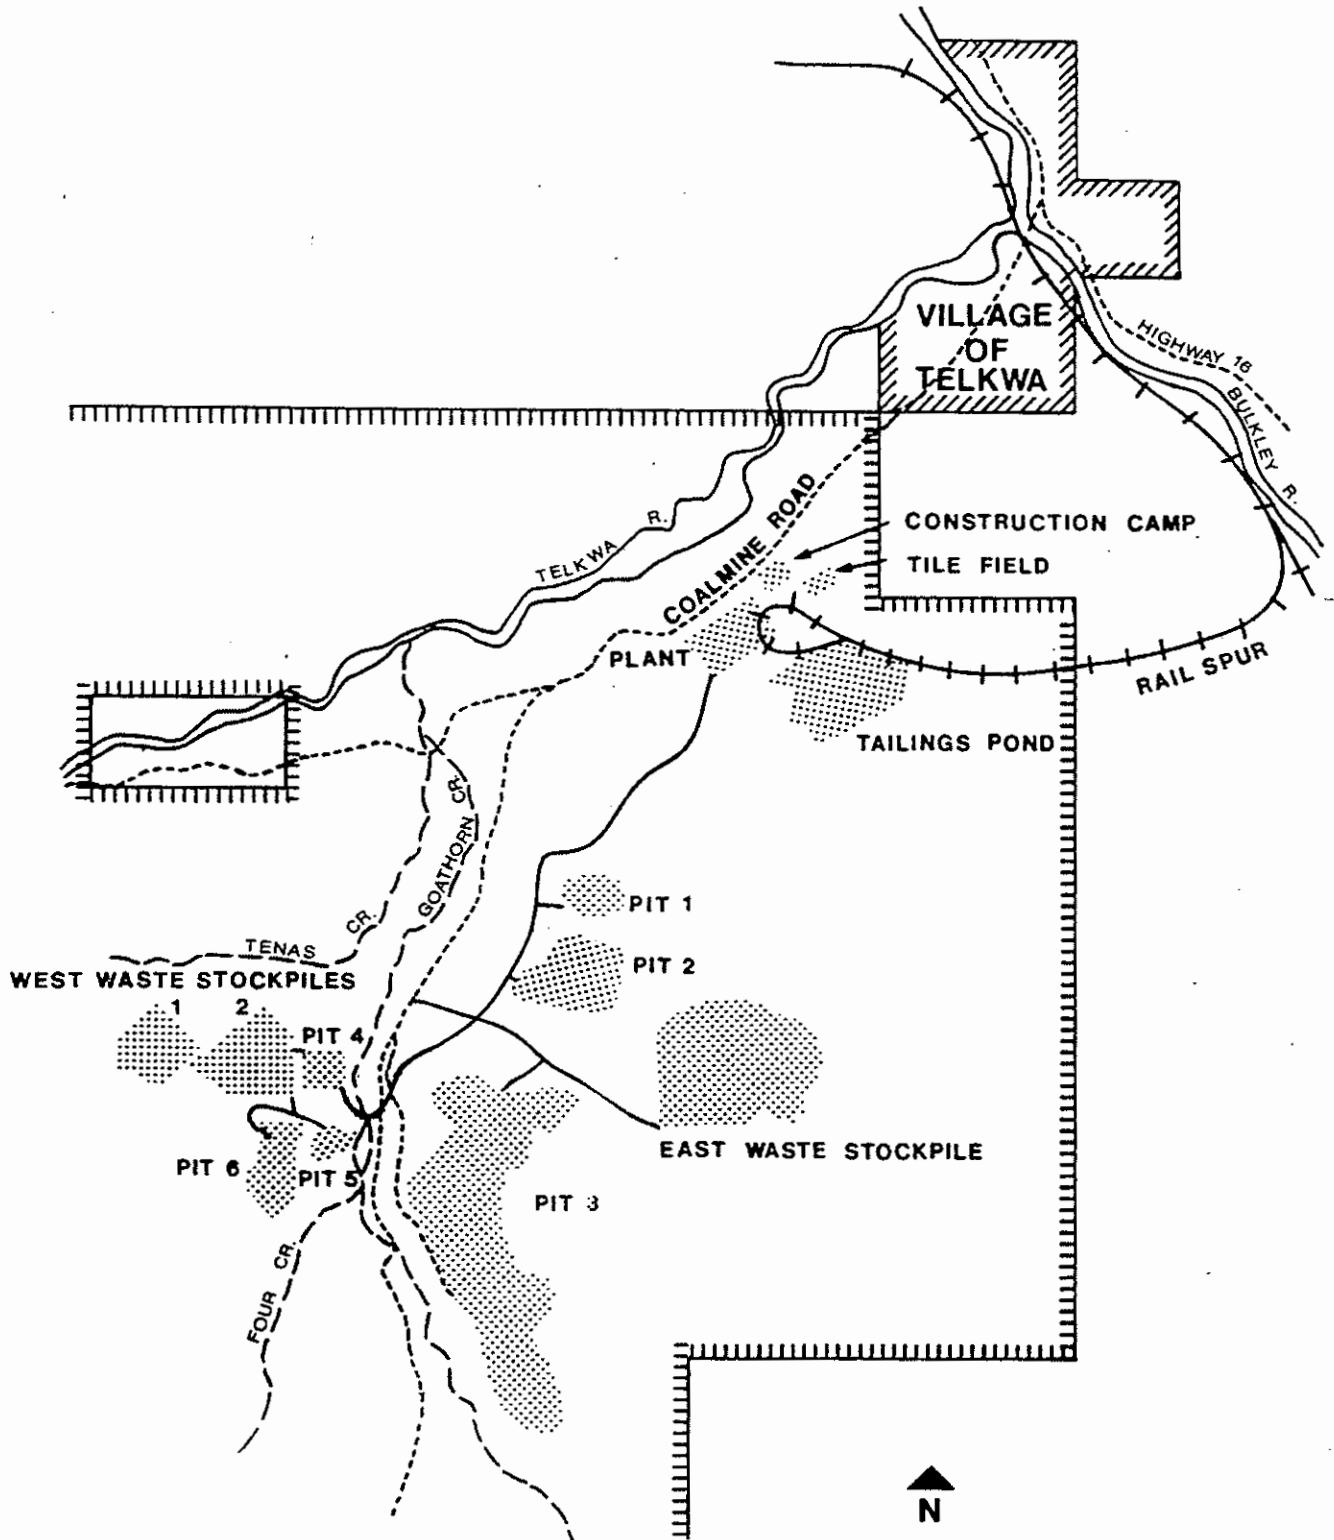 VILLAGE
OF
TELKWA
HIGHWAY 16
BULKLEY R.
TELKWA R.
COALMINE ROAD
CONSTRUCTION CAMP
TILE FIELD
PLANT
RAIL SPUR
TAILINGS POND
GOATHORN CR.
PIT 1
TENAS CR.
PIT 2
WEST WASTE STOCKPILES
1 2
PIT 4
EAST WASTE STOCKPILE
PIT 6
PIT 5
PIT 3
FOUR CR.
N